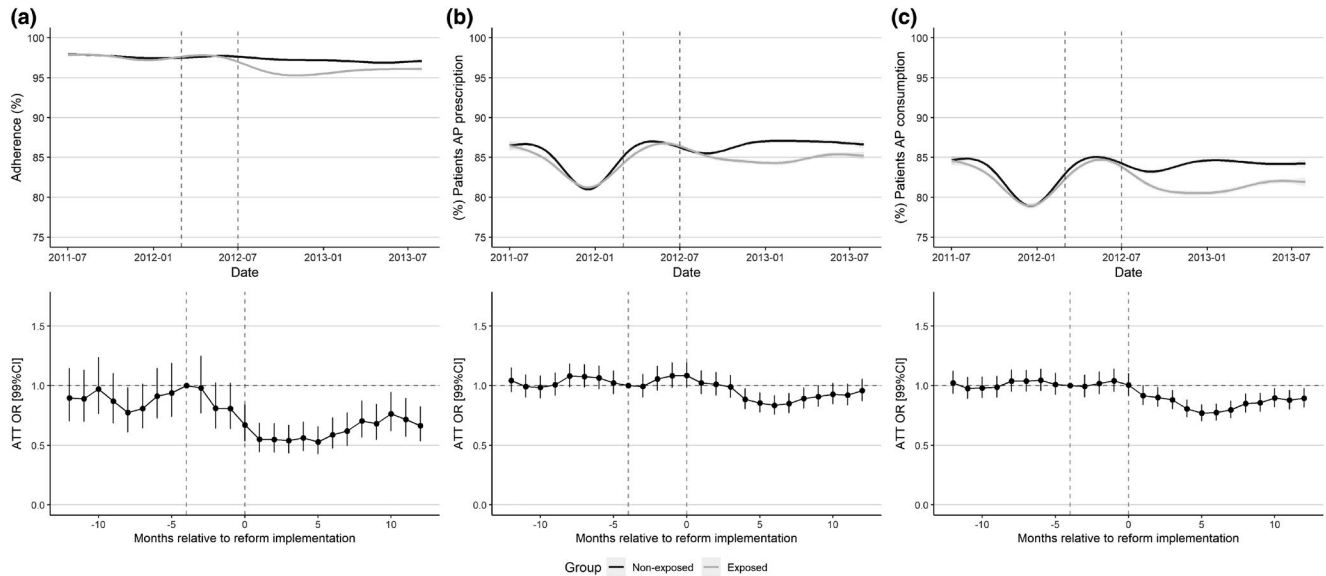 (a)
Adherence (%)
100
95
90
85
80
75
2011-07 2012-01 2012-07 2013-01 2013-07
Date
(b)
(%) Patients AP prescription
100
95
90
85
80
75
2011-07 2012-01 2012-07 2013-01 2013-07
Date
(c)
(%) Patients AP consumption
100
95
90
85
80
75
2011-07 2012-01 2012-07 2013-01 2013-07
Date
ATT OR [99%CI]
1.5
1.0
0.5
0.0
-10 -5 0 5 10
Months relative to reform implementation
ATT OR [99%CI]
1.5
1.0
0.5
0.0
-10 -5 0 5 10
Months relative to reform implementation
ATT OR [99%CI]
1.5
1.0
0.5
0.0
-10 -5 0 5 10
Months relative to reform implementation
Group Non-exposed Exposed